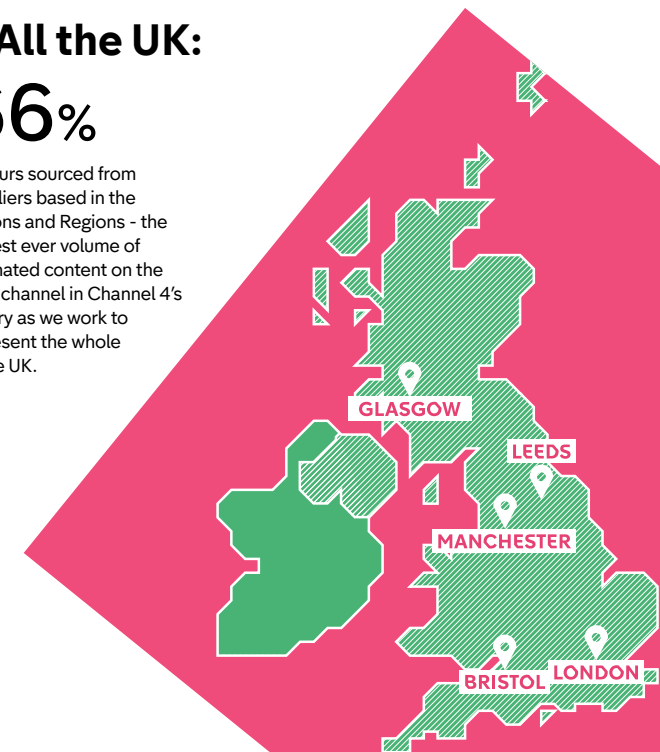 All the UK:
66%
urs sourced from
liers based in the
ons and Regions - the
est ever volume of
nated content on the
channel in Channel 4's
ry as we work to
esent the whole
e UK.
GLASGOW
LEEDS
MANCHESTER
BRISTOL
LONDON